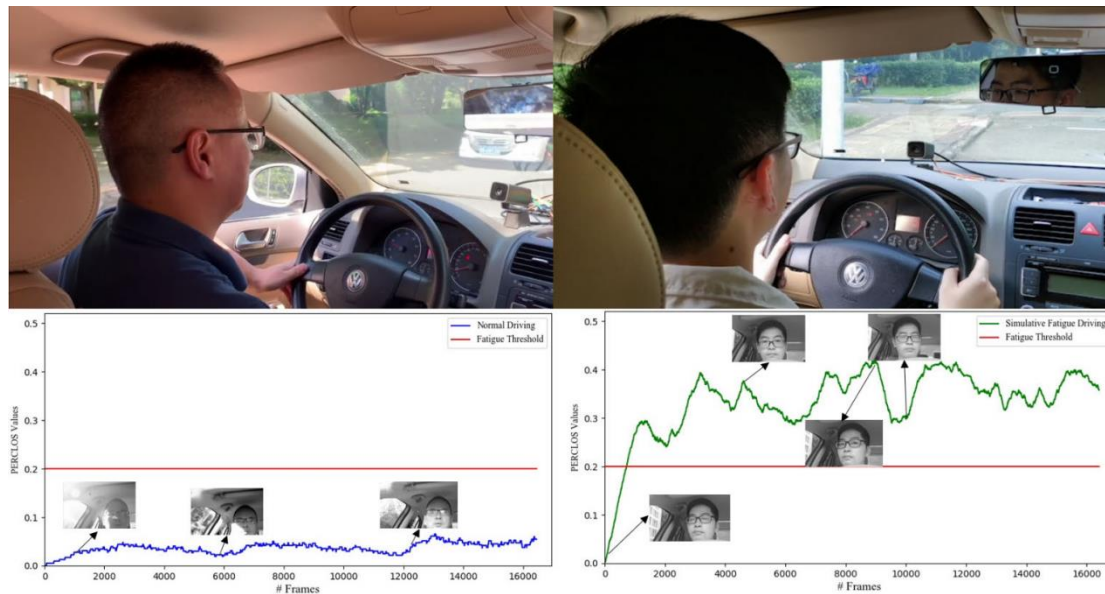 VW
VW
0.5
0.4
0.3
0.2
0.1
0.0
PERCLOS Values
Normal Driving
Fatigue Threshold
0 2000 4000 6000 8000 10000 12000 14000 16000
# Frames
0.5
0.4
0.3
0.2
0.1
0.0
PERCLOS Values
Simulative Fatigue Driving
Fatigue Threshold
0 2000 4000 6000 8000 10000 12000 14000 16000
# Frames